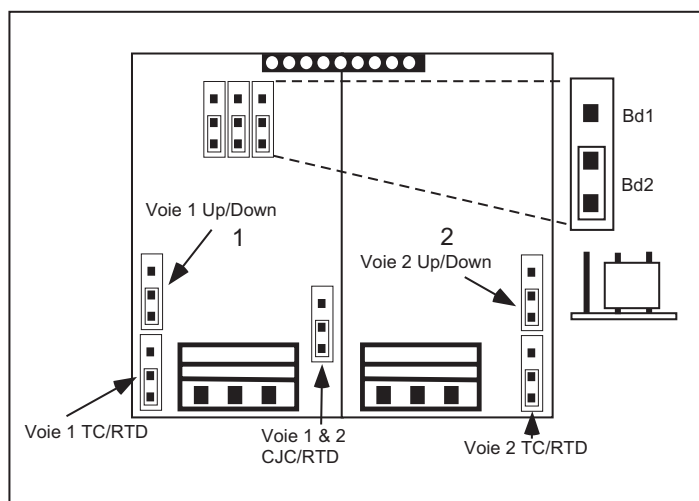 Bd1
Bd2
Voie 1 Up/Down
1
2
Voie 2 Up/Down
Voie 1 TC/RTD
Voie 1 & 2
CJC/RTD
Voie 2 TC/RTD